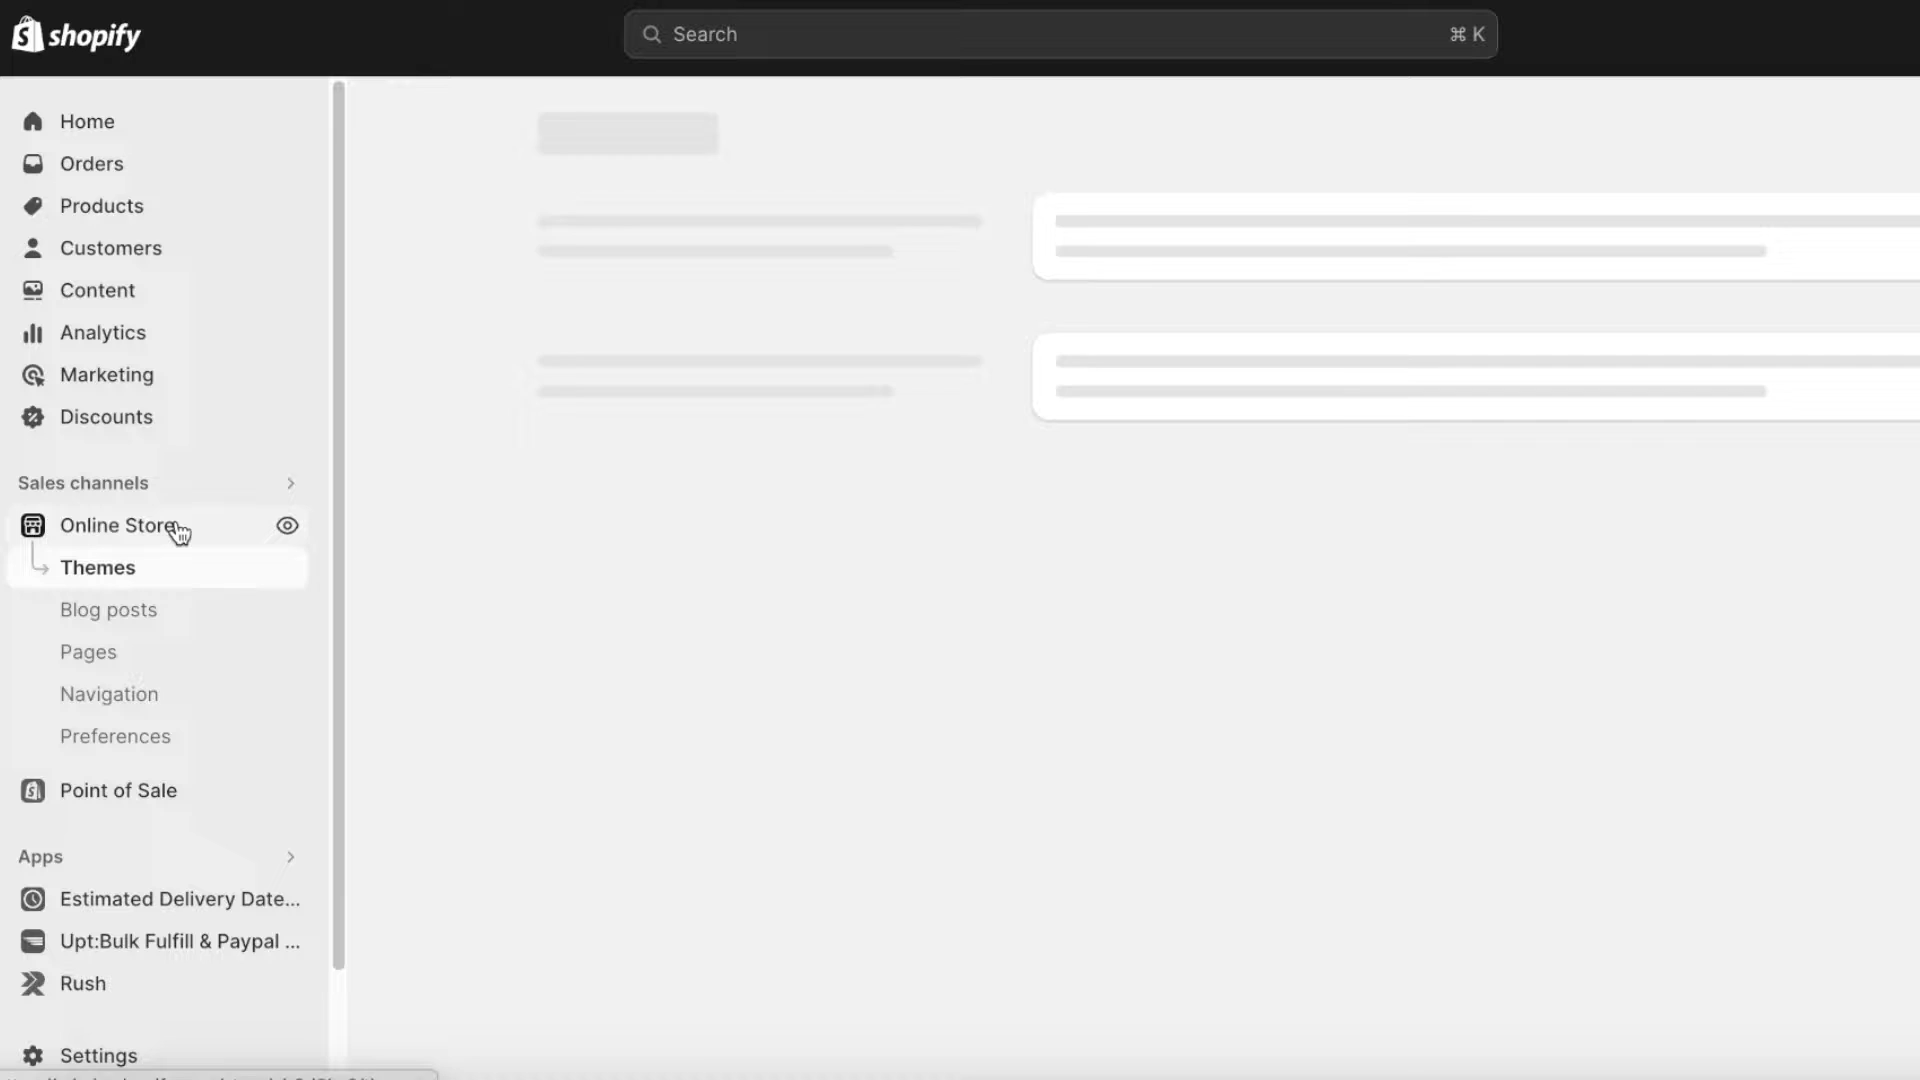 shopify
Search
⌘ K
Home
Orders
Products
Customers
Content
Analytics
Marketing
Discounts
Sales channels
Online Store
Themes
Blog posts
Pages
Navigation
Preferences
Point of Sale
Apps
Estimated Delivery Date...
Upt:Bulk Fulfill & Paypal ...
Rush
Settings